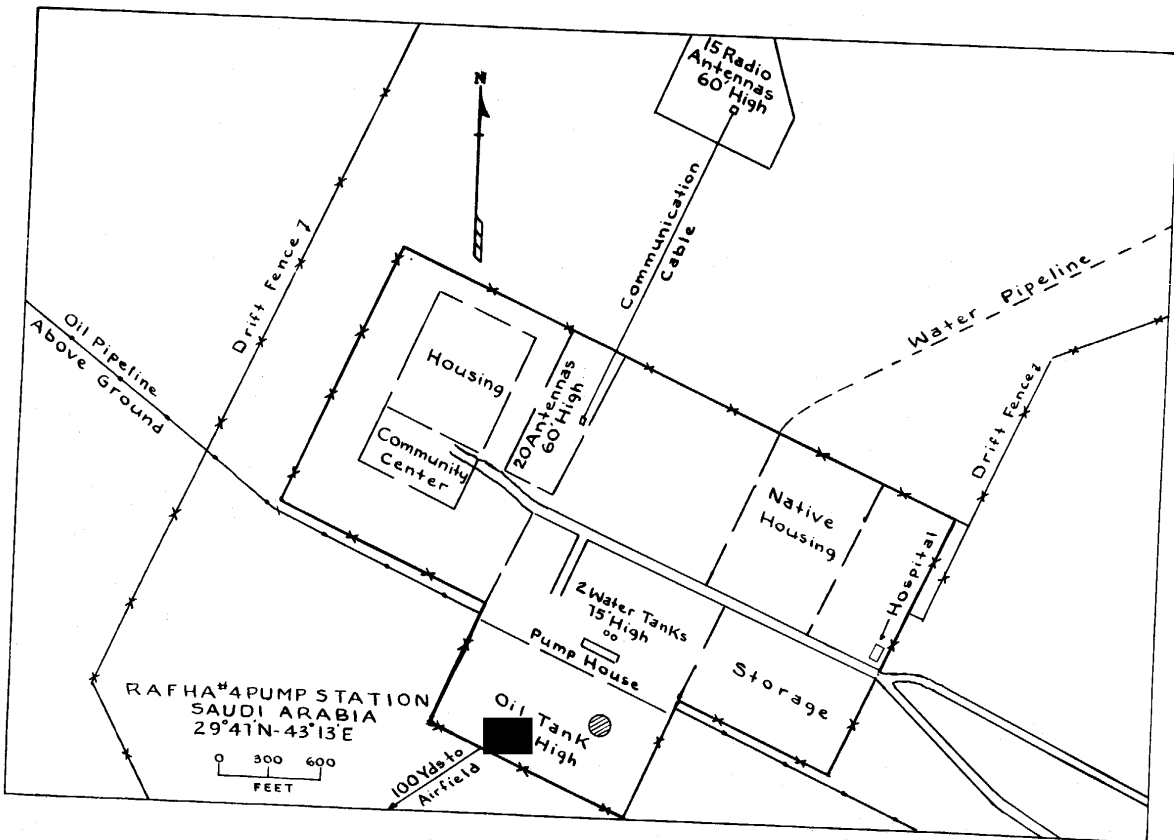 15 Radio
Antennas
60' High
N
Communication
Cable
Drift Fence
Water Pipeline
Oil Pipeline
Above Ground
Housing
20 Antennas
60' High
Drift Fence
Community
Center
Native
Housing
Hospital
2 Water Tanks
15' High
Pump House
Storage
Oil Tank
High
RAFHA #4 PUMP STATION
SAUDI ARABIA
29°41'N-43°13'E
0 300 600
FEET
100 Yds to
Airfield